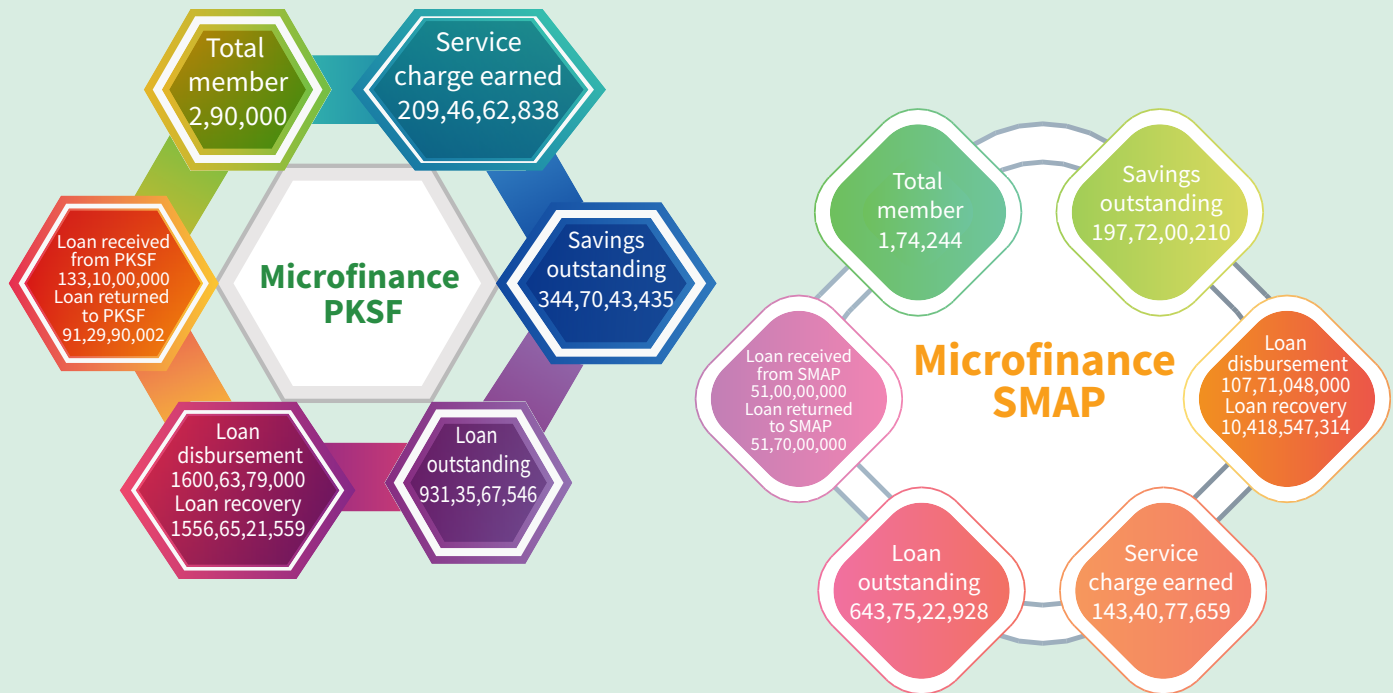 Total
member
2,90,000
Service
charge earned
209,46,62,838
Loan received
from PKSF
133,10,00,000
Loan returned
to PKSF
91,29,90,002
Microfinance
PKSF
Savings
outstanding
344,70,43,435
Loan
disbursement
1600,63,79,000
Loan recovery
1556,65,21,559
Loan
outstanding
931,35,67,546
Total
member
1,74,244
Savings
outstanding
197,72,00,210
Loan received
from SMAP
51,00,00,000
Loan returned
to SMAP
51,70,00,000
Microfinance
SMAP
Loan
disbursement
107,71,048,000
Loan recovery
10,418,547,314
Loan
outstanding
643,75,22,928
Service
charge earned
143,40,77,659